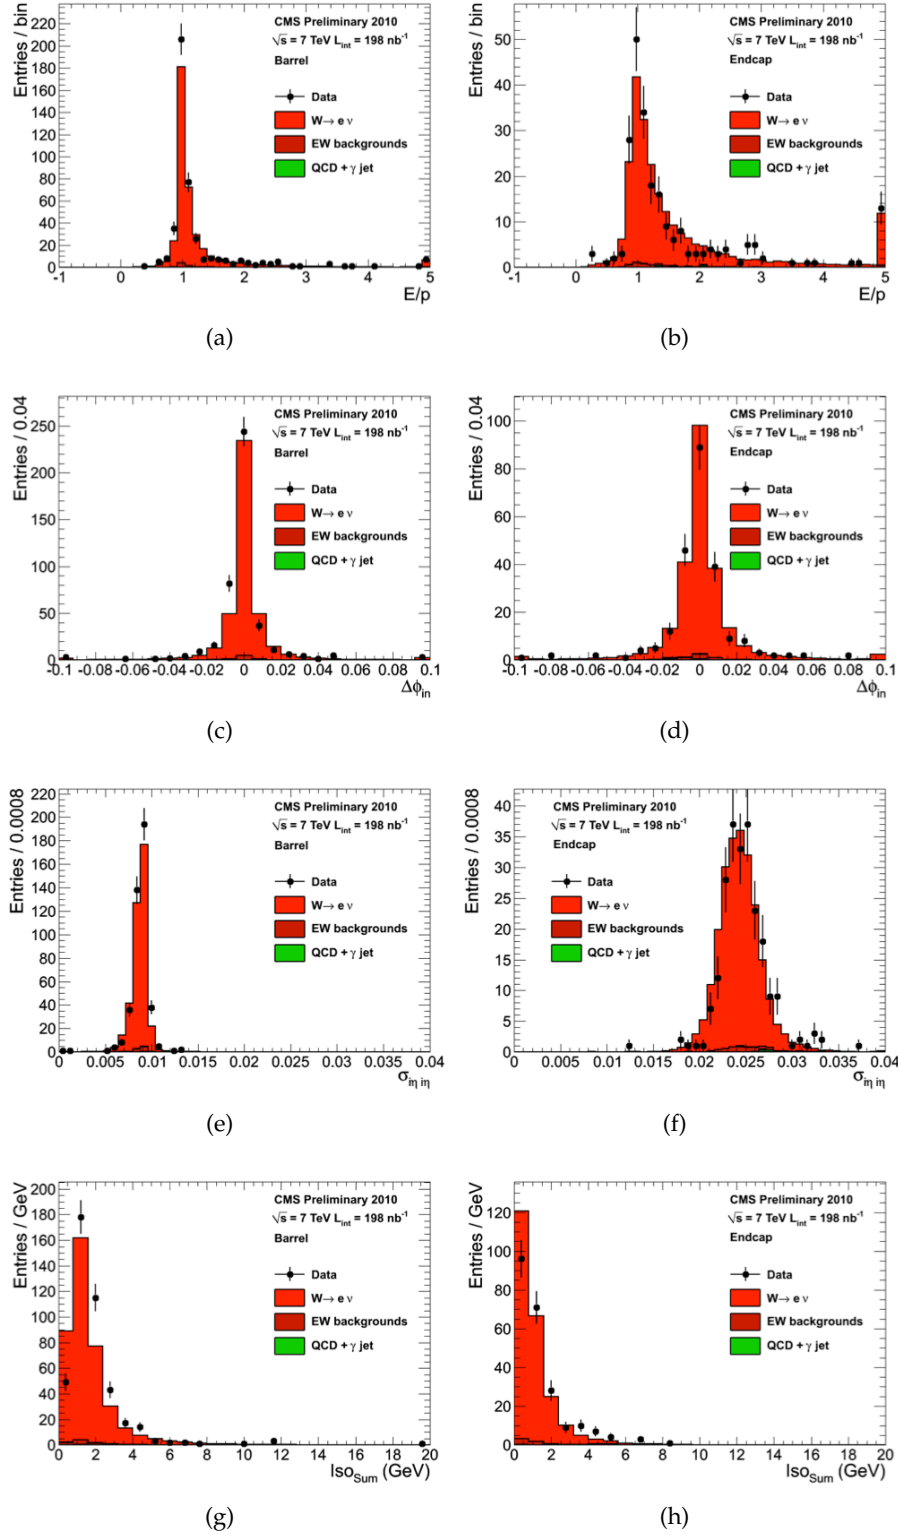 Entries / bin
220
200
180
160
140
120
100
80
60
40
20
0
CMS Preliminary 2010
√s = 7 TeV L_int = 198 nb⁻¹
Barrel
Data
W→ e ν
EW backgrounds
QCD + γ jet
-1 0 1 2 3 4 5
E/p
(a)
Entries / bin
50
40
30
20
10
0
CMS Preliminary 2010
√s = 7 TeV L_int = 198 nb⁻¹
Endcap
Data
W→ e ν
EW backgrounds
QCD + γ jet
-1 0 1 2 3 4 5
E/p
(b)
Entries / 0.04
250
200
150
100
50
0
CMS Preliminary 2010
√s = 7 TeV L_int = 198 nb⁻¹
Barrel
Data
W→ e ν
EW backgrounds
QCD + γ jet
-0.1 -0.08 -0.06 -0.04 -0.02 0 0.02 0.04 0.06 0.08 0.1
Δϕ_in
(c)
Entries / 0.04
100
80
60
40
20
0
CMS Preliminary 2010
√s = 7 TeV L_int = 198 nb⁻¹
Endcap
Data
W→ e ν
EW backgrounds
QCD + γ jet
-0.1 -0.08 -0.06 -0.04 -0.02 0 0.02 0.04 0.06 0.08 0.1
Δϕ_in
(d)
Entries / 0.0008
220
200
180
160
140
120
100
80
60
40
20
0
CMS Preliminary 2010
√s = 7 TeV L_int = 198 nb⁻¹
Barrel
Data
W→ e ν
EW backgrounds
QCD + γ jet
0 0.005 0.01 0.015 0.02 0.025 0.03 0.035 0.04
σ_iη iη
(e)
Entries / 0.0008
40
35
30
25
20
15
10
5
0
CMS Preliminary 2010
√s = 7 TeV L_int = 198 nb⁻¹
Endcap
Data
W→ e ν
EW backgrounds
QCD + γ jet
0 0.005 0.01 0.015 0.02 0.025 0.03 0.035 0.04
σ_iη iη
(f)
Entries / GeV
200
180
160
140
120
100
80
60
40
20
0
CMS Preliminary 2010
√s = 7 TeV L_int = 198 nb⁻¹
Barrel
Data
W→ e ν
EW backgrounds
QCD + γ jet
0 2 4 6 8 10 12 14 16 18 20
Iso_Sum (GeV)
(g)
Entries / GeV
120
100
80
60
40
20
0
CMS Preliminary 2010
√s = 7 TeV L_int = 198 nb⁻¹
Endcap
Data
W→ e ν
EW backgrounds
QCD + γ jet
0 2 4 6 8 10 12 14 16 18 20
Iso_Sum (GeV)
(h)